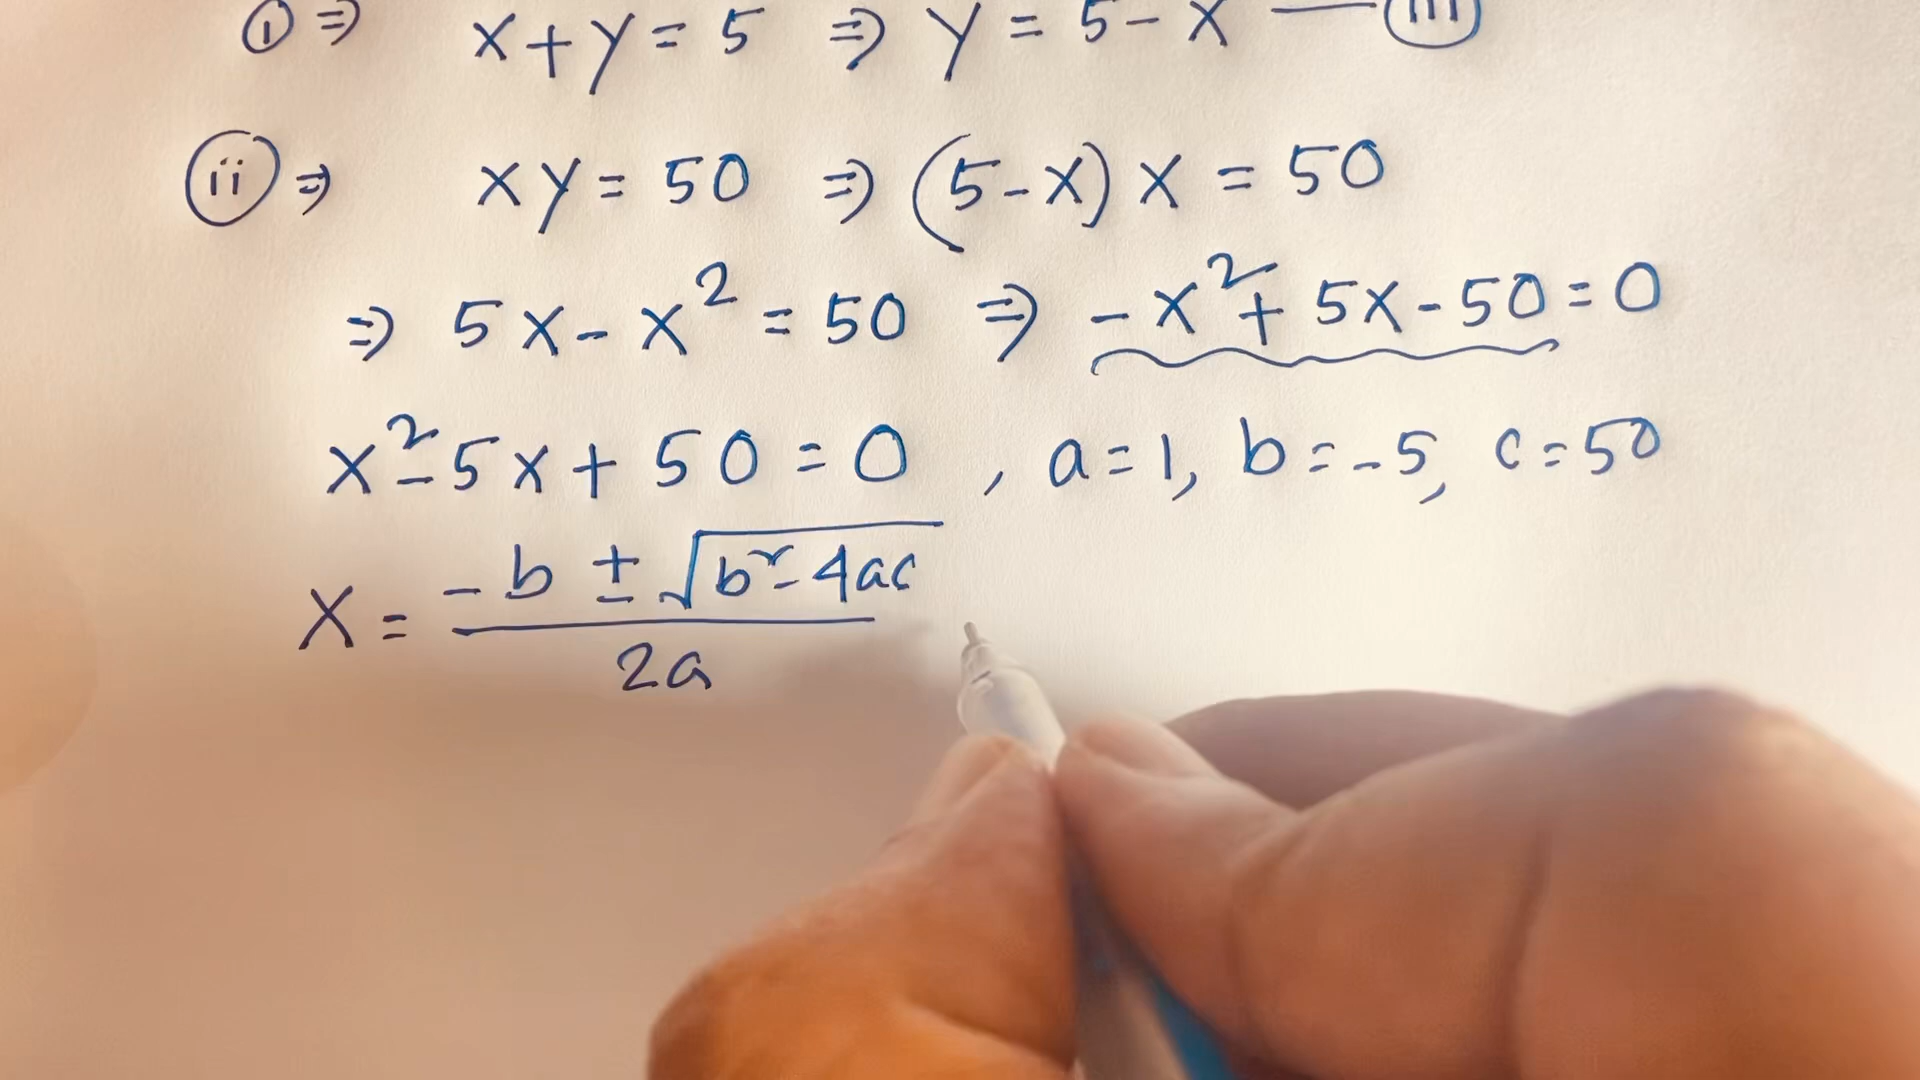 (i) ⇒ x + y = 5 ⇒ y = 5 - x — (iii)
(ii) ⇒ xy = 50 ⇒ (5 - x) x = 50
⇒ 5x - x² = 50 ⇒ -x² + 5x - 50 = 0
x² - 5x + 50 = 0 , a = 1, b = -5, c = 50
x = (-b ± √(b² - 4ac)) / 2a